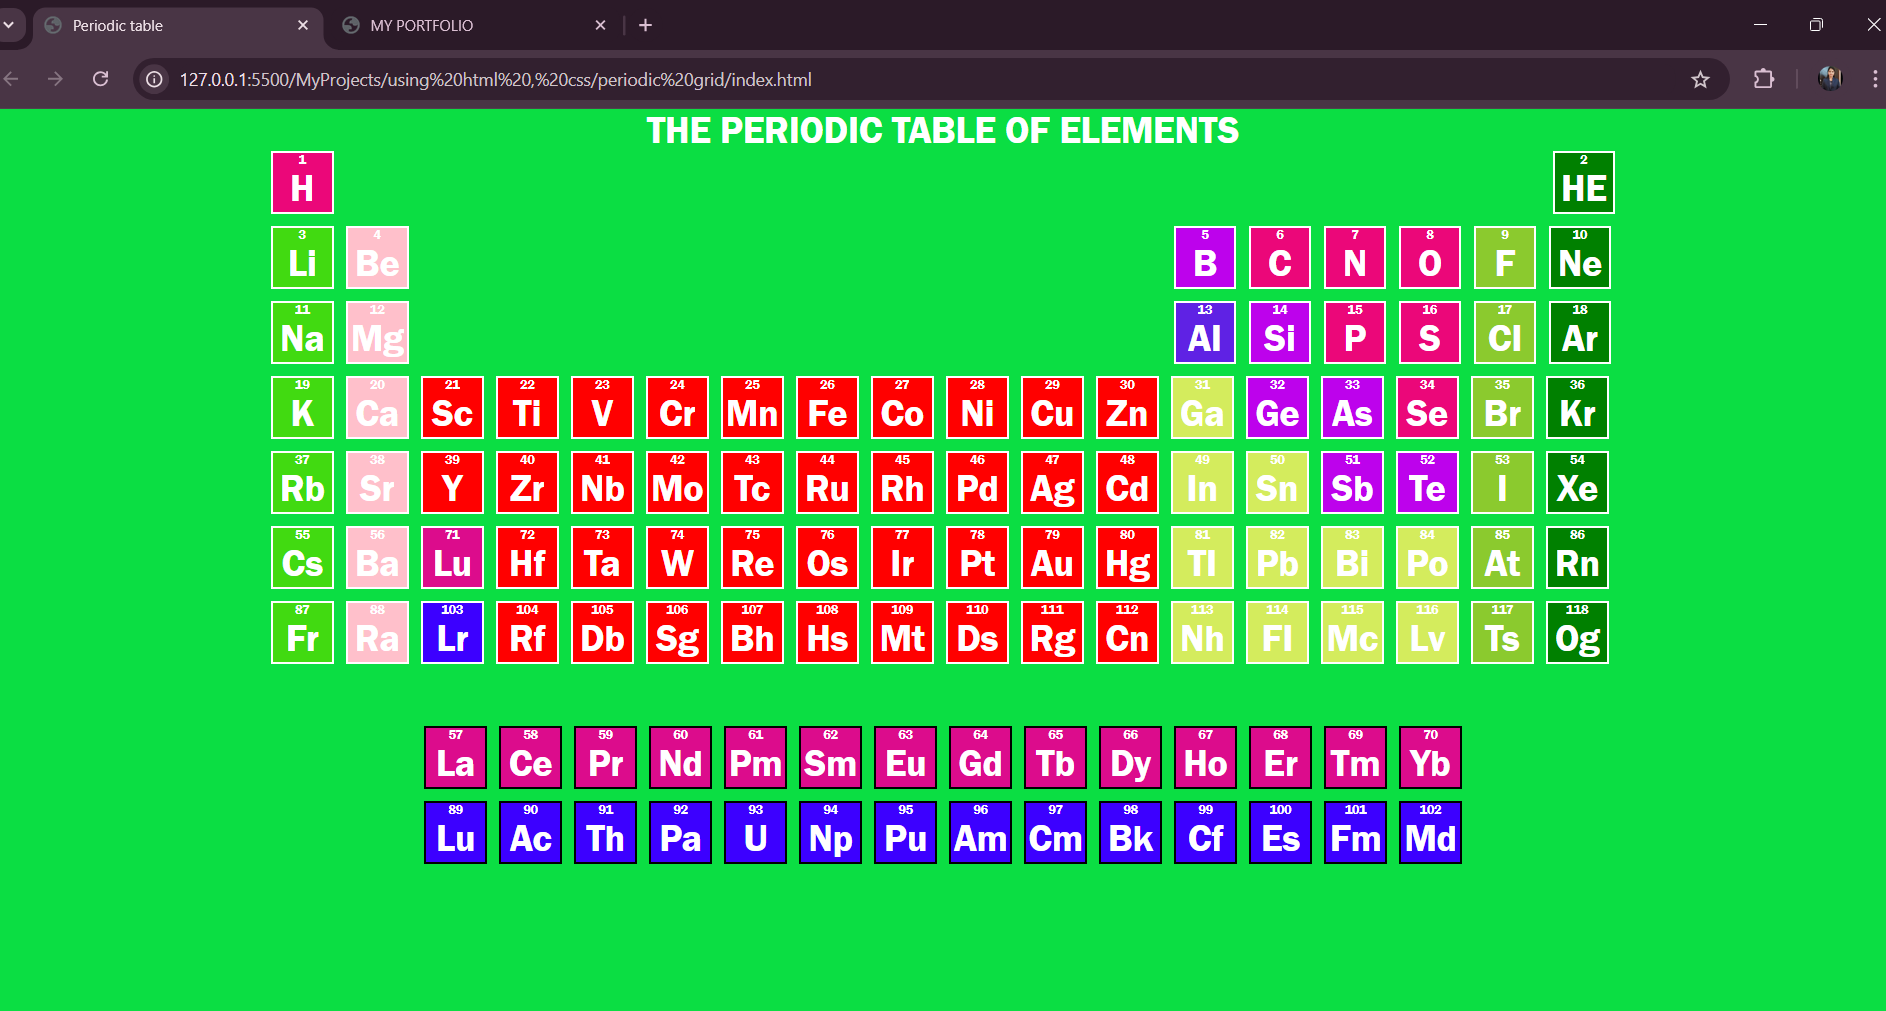 Periodic table
MY PORTFOLIO
127.0.0.1:5500/MyProjects/using%20html%20,%20css/periodic%20grid/index.html
THE PERIODIC TABLE OF ELEMENTS
1 2
H HE
3 4 5 6 7 8 9 10
Li Be B C N O F Ne
11 12 13 14 15 16 17 18
Na Mg Al Si P S Cl Ar
19 20 21 22 23 24 25 26 27 28 29 30 31 32 33 34 35 36
K Ca Sc Ti V Cr Mn Fe Co Ni Cu Zn Ga Ge As Se Br Kr
37 38 39 40 41 42 43 44 45 46 47 48 49 50 51 52 53 54
Rb Sr Y Zr Nb Mo Tc Ru Rh Pd Ag Cd In Sn Sb Te I Xe
55 56 71 72 73 74 75 76 77 78 79 80 81 82 83 84 85 86
Cs Ba Lu Hf Ta W Re Os Ir Pt Au Hg Tl Pb Bi Po At Rn
87 88 103 104 105 106 107 108 109 110 111 112 113 114 115 116 117 118
Fr Ra Lr Rf Db Sg Bh Hs Mt Ds Rg Cn Nh Fl Mc Lv Ts Og
57 58 59 60 61 62 63 64 65 66 67 68 69 70
La Ce Pr Nd Pm Sm Eu Gd Tb Dy Ho Er Tm Yb
89 90 91 92 93 94 95 96 97 98 99 100 101 102
Lu Ac Th Pa U Np Pu Am Cm Bk Cf Es Fm Md